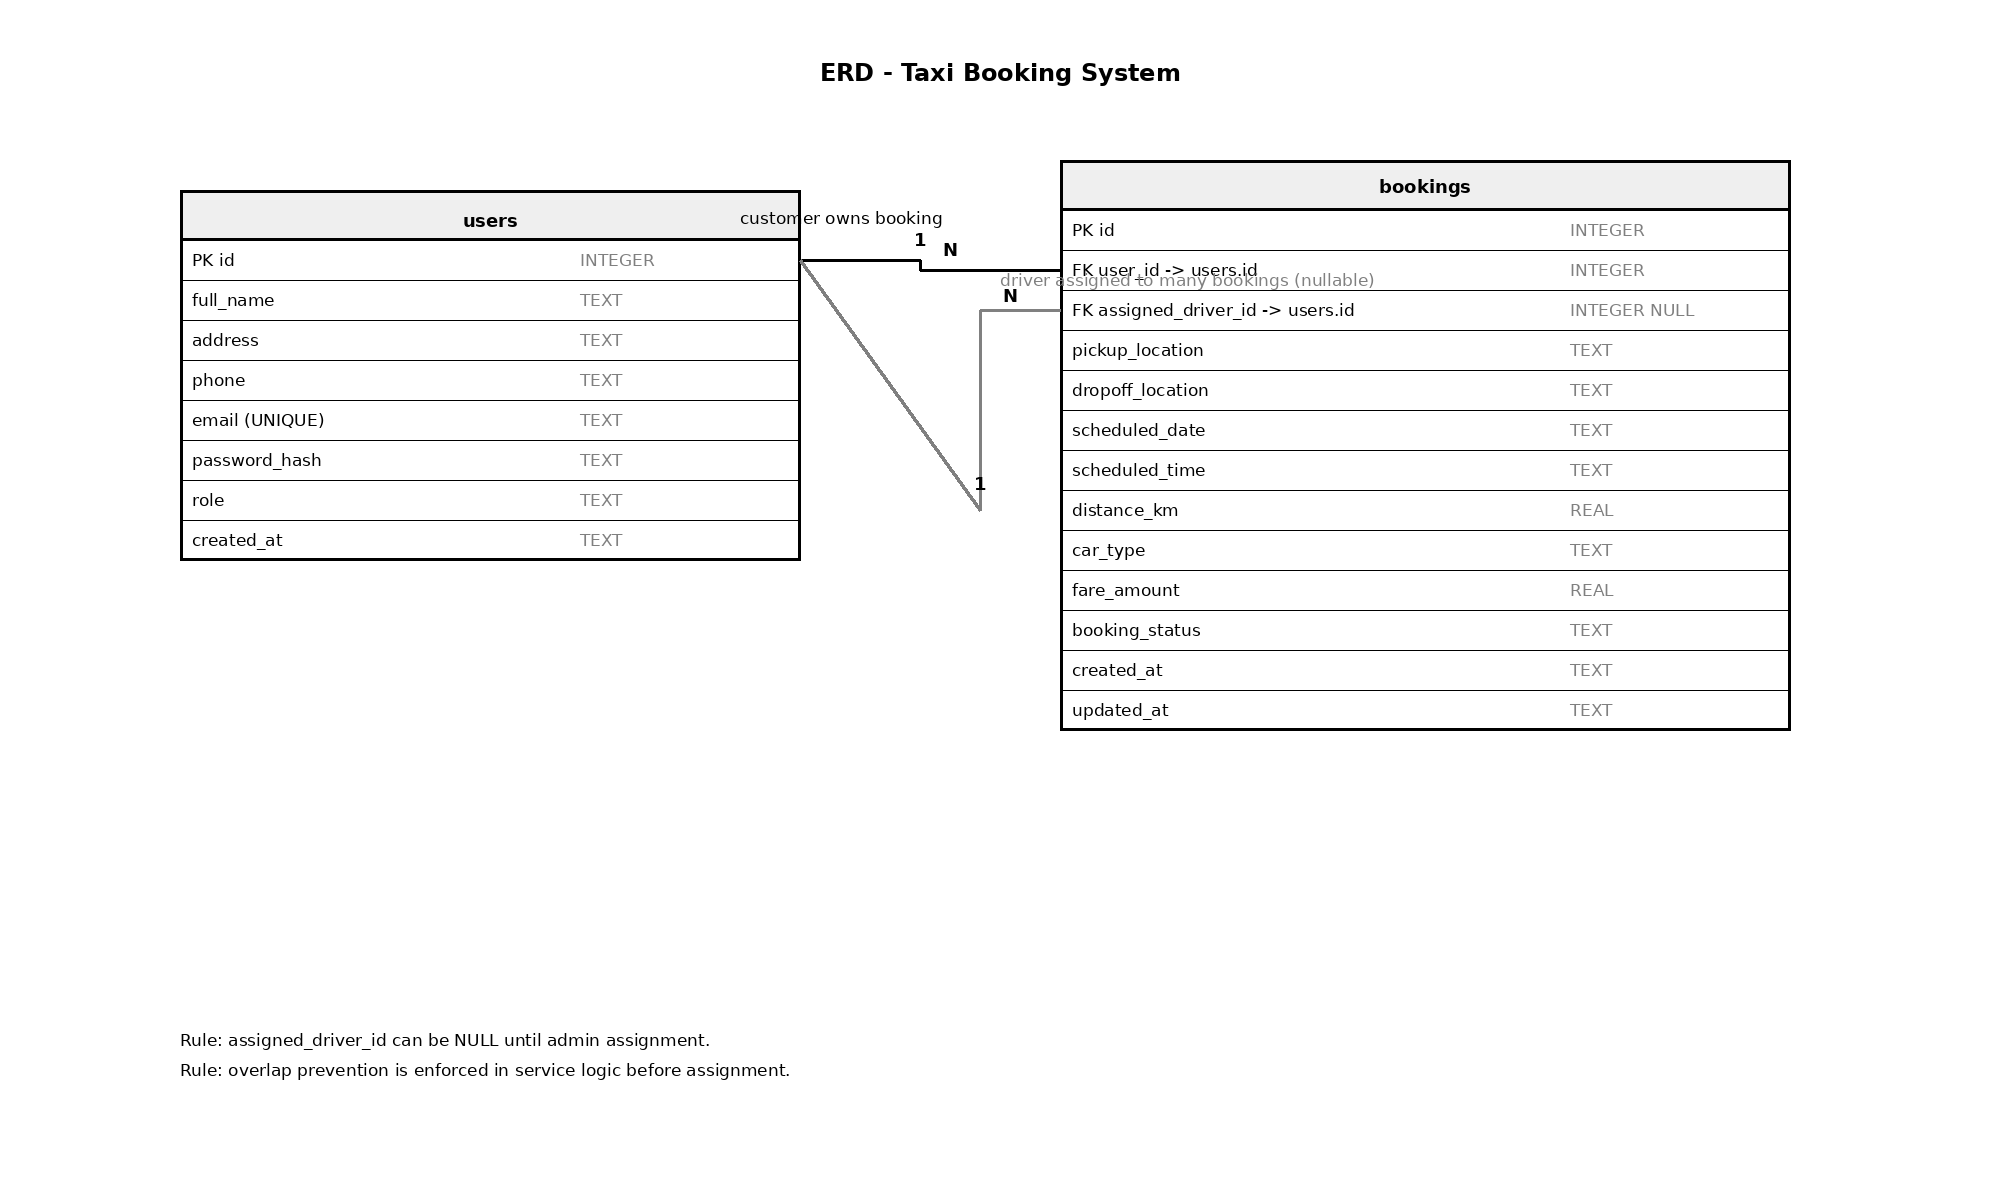 ERD - Taxi Booking System
users
PK id INTEGER
full_name TEXT
address TEXT
phone TEXT
email (UNIQUE) TEXT
password_hash TEXT
role TEXT
created_at TEXT
customer owns booking
1
N
driver assigned to many bookings (nullable)
N
1
bookings
PK id INTEGER
FK user_id -> users.id INTEGER
FK assigned_driver_id -> users.id INTEGER NULL
pickup_location TEXT
dropoff_location TEXT
scheduled_date TEXT
scheduled_time TEXT
distance_km REAL
car_type TEXT
fare_amount REAL
booking_status TEXT
created_at TEXT
updated_at TEXT
Rule: assigned_driver_id can be NULL until admin assignment.
Rule: overlap prevention is enforced in service logic before assignment.